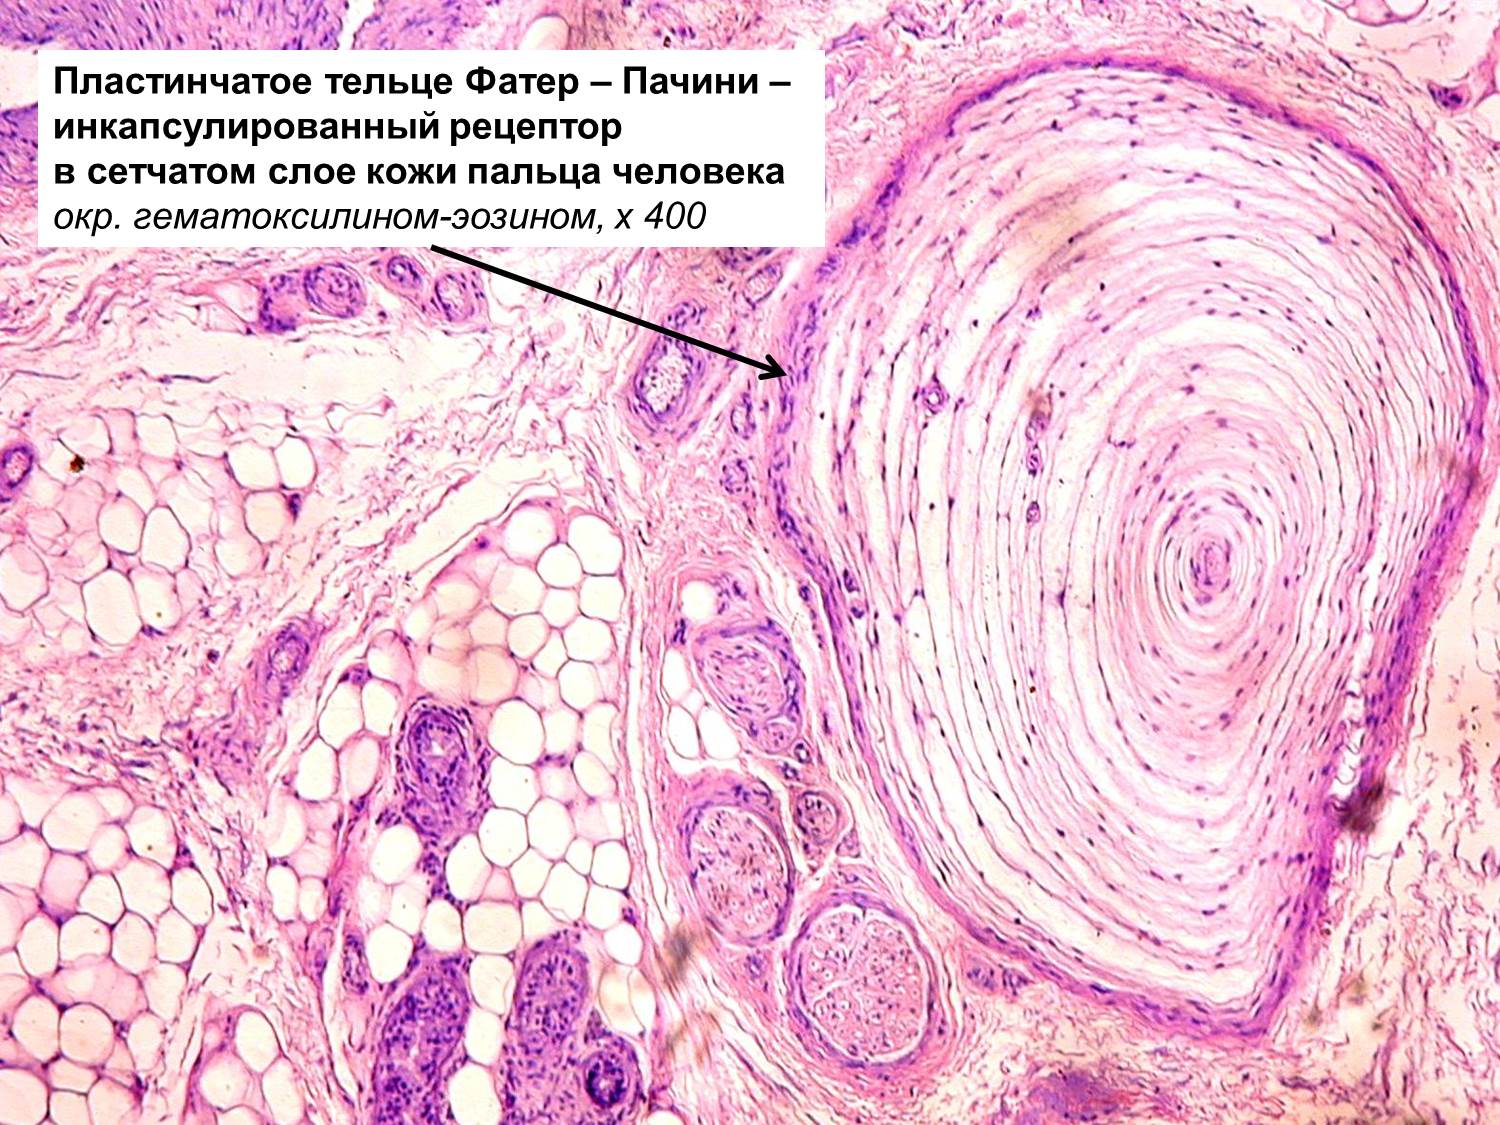 Пластинчатое тельце Фатер – Пачини –
инкапсулированный рецептор
в сетчатом слое кожи пальца человека
окр. гематоксилином-эозином, х 400